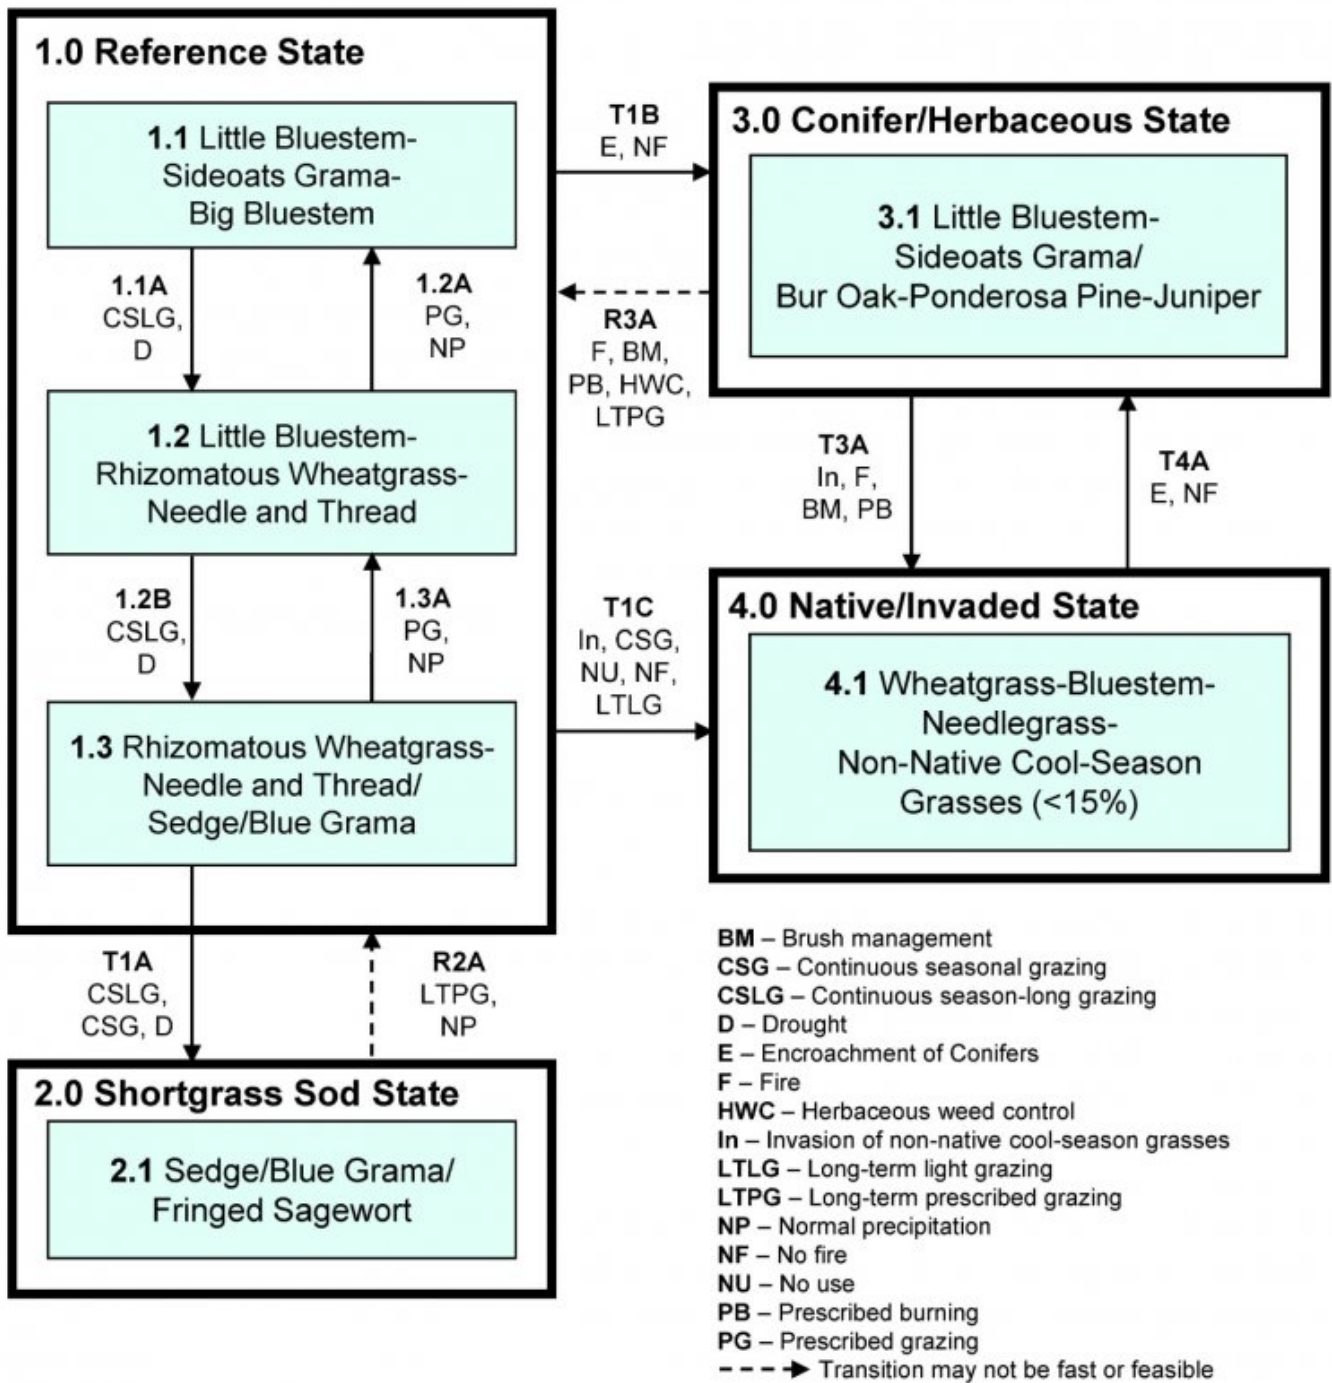 1.0 Reference State
1.1 Little Bluestem-
Sideoats Grama-
Big Bluestem
1.1A
CSLG,
D
1.2A
PG,
NP
1.2 Little Bluestem-
Rhizomatous Wheatgrass-
Needle and Thread
1.2B
CSLG,
D
1.3A
PG,
NP
1.3 Rhizomatous Wheatgrass-
Needle and Thread/
Sedge/Blue Grama
T1A
CSLG,
CSG, D
R2A
LTPG,
NP
2.0 Shortgrass Sod State
2.1 Sedge/Blue Grama/
Fringed Sagewort
T1B
E, NF
R3A
F, BM,
PB, HWC,
LTPG
T1C
In, CSG,
NU, NF,
LTLG
3.0 Conifer/Herbaceous State
3.1 Little Bluestem-
Sideoats Grama/
Bur Oak-Ponderosa Pine-Juniper
T3A
In, F,
BM, PB
T4A
E, NF
4.0 Native/Invaded State
4.1 Wheatgrass-Bluestem-
Needlegrass-
Non-Native Cool-Season
Grasses (<15%)
BM – Brush management
CSG – Continuous seasonal grazing
CSLG – Continuous season-long grazing
D – Drought
E – Encroachment of Conifers
F – Fire
HWC – Herbaceous weed control
In – Invasion of non-native cool-season grasses
LTLG – Long-term light grazing
LTPG – Long-term prescribed grazing
NP – Normal precipitation
NF – No fire
NU – No use
PB – Prescribed burning
PG – Prescribed grazing
Transition may not be fast or feasible